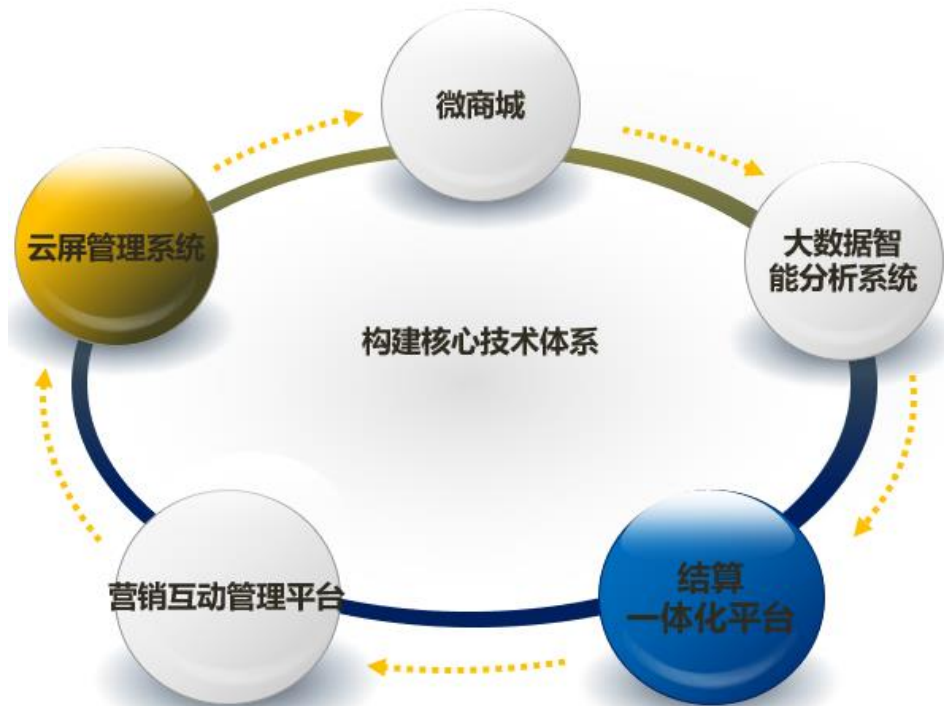 微商城
云屏管理系统
大数据智
能分析系统
构建核心技术体系
营销互动管理平台
结算
一体化平台